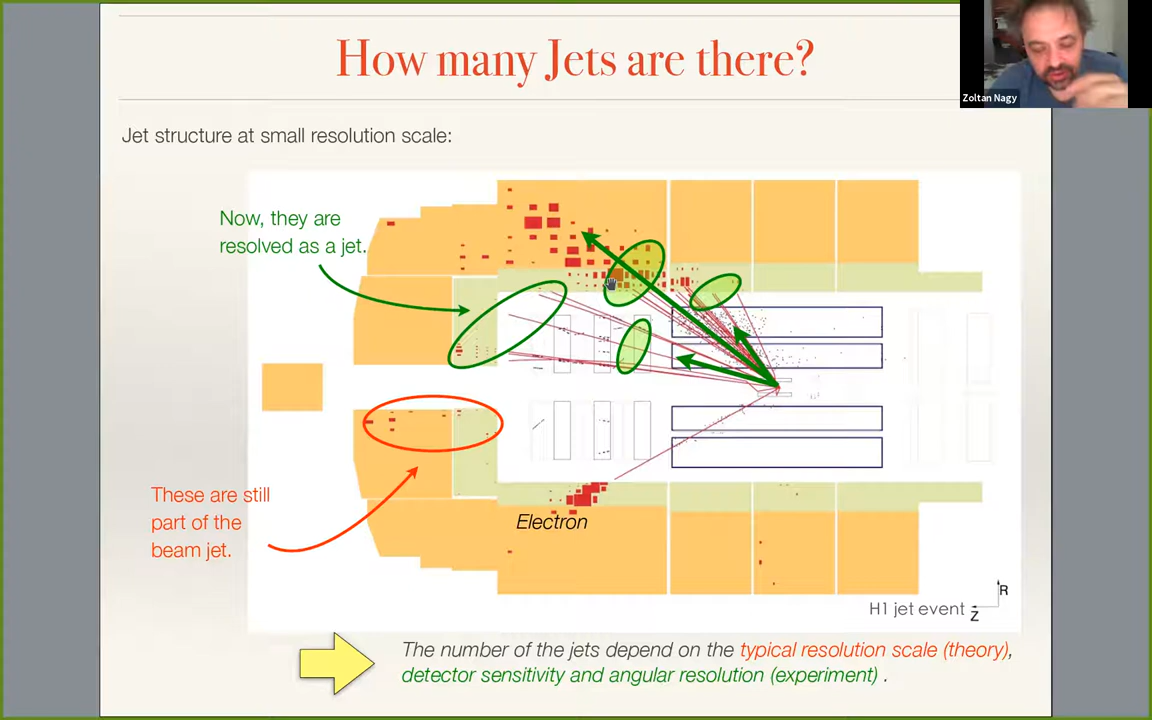 How many Jets are there?
Zoltan Nagy
Jet structure at small resolution scale:
Now, they are
resolved as a jet.
These are still
part of the
beam jet.
Electron
R
H1 jet event
Z
The number of the jets depend on the typical resolution scale (theory),
detector sensitivity and angular resolution (experiment) .